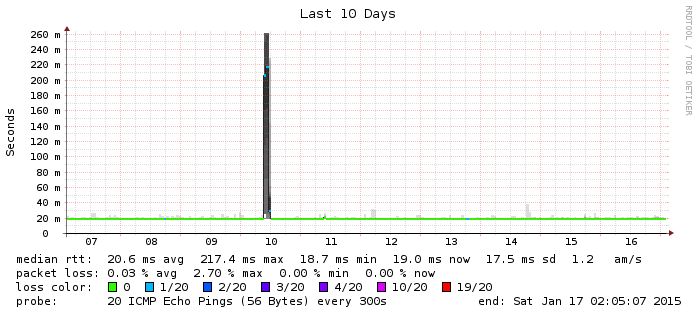 Last 10 Days
RRDTOOL / TOBI OETIKER
Seconds
260 m
240 m
220 m
200 m
180 m
160 m
140 m
120 m
100 m
80 m
60 m
40 m
20 m
0
07 08 09 10 11 12 13 14 15 16
median rtt: 20.6 ms avg 217.4 ms max 18.7 ms min 19.0 ms now 17.5 ms sd 1.2 am/s
packet loss: 0.03 % avg 2.70 % max 0.00 % min 0.00 % now
loss color: 0 1/20 2/20 3/20 4/20 10/20 19/20
probe: 20 ICMP Echo Pings (56 Bytes) every 300s end: Sat Jan 17 02:05:07 2015